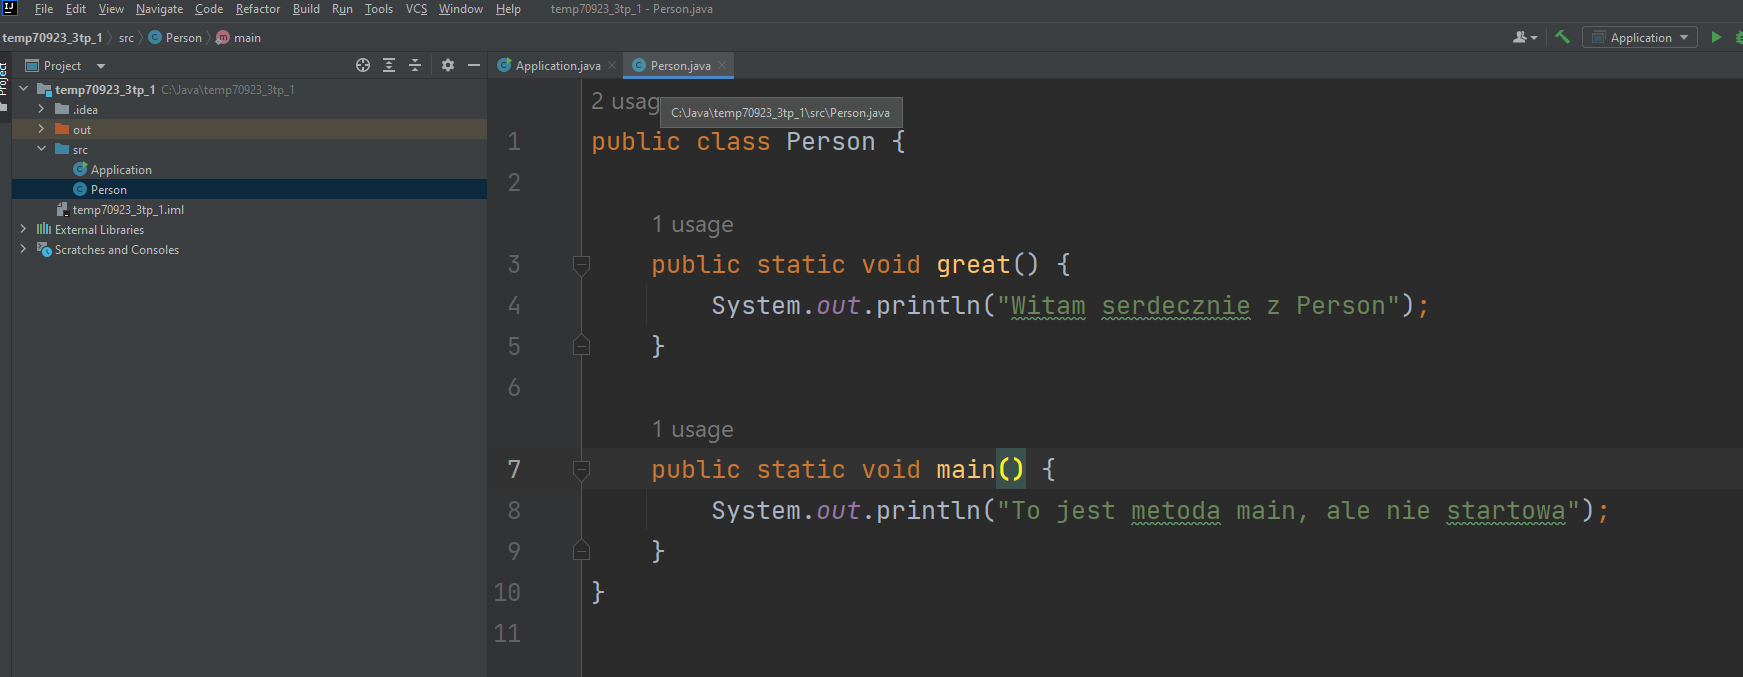 IJ File Edit View Navigate Code Refactor Build Run Tools VCS Window Help temp70923_3tp_1 - Person.java
temp70923_3tp_1 src Person main Application
Project
Project
Application.java Person.java
temp70923_3tp_1 C:\Java\temp70923_3tp_1
.idea
out
src
Application
Person
temp70923_3tp_1.iml
External Libraries
Scratches and Consoles
2 usag
C:\Java\temp70923_3tp_1\src\Person.java
1 public class Person {
2
1 usage
3 public static void great() {
4 System.out.println("Witam serdecznie z Person");
5 }
6
1 usage
7 public static void main() {
8 System.out.println("To jest metoda main, ale nie startowa");
9 }
10 }
11